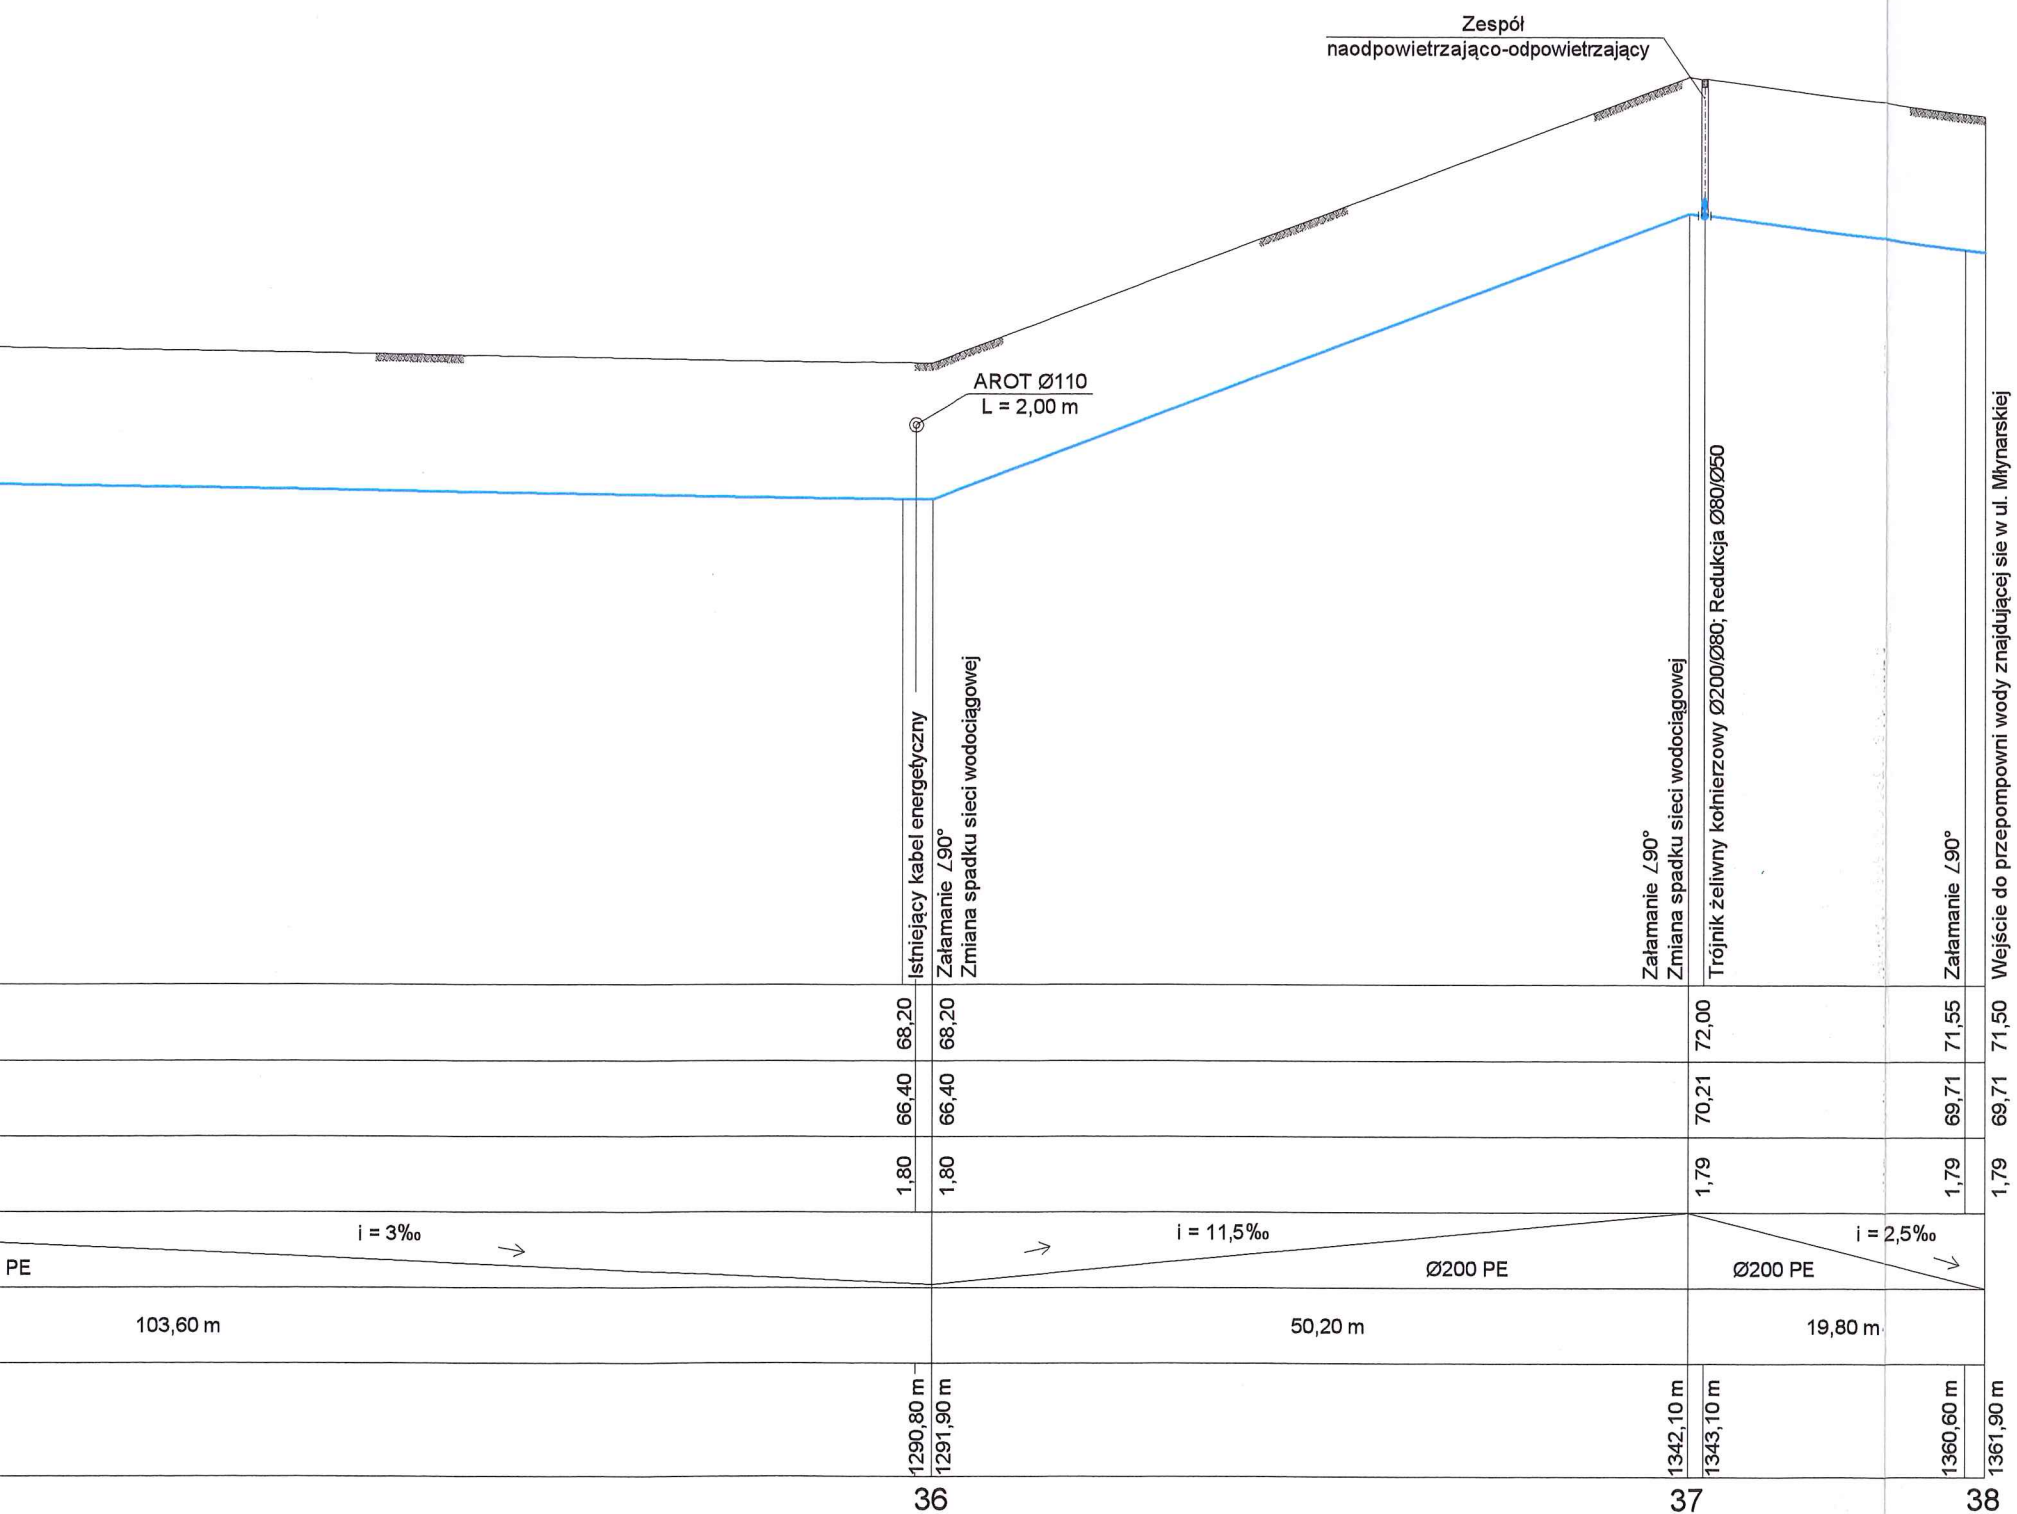 Zespół
naodpowietrzająco-odpowietrzający
AROT Ø110
L = 2,00 m
Istniejący kabel energetyczny
Załamanie ∠90°
Zmiana spadku sieci wodociągowej
Załamanie ∠90°
Zmiana spadku sieci wodociągowej
Trójnik żeliwny kołnierzowy Ø200/Ø80; Redukcja Ø80/Ø50
Załamanie ∠90°
Wejście do przepompowni wody znajdującej sie w ul. Młynarskiej
68,20 68,20 72,00 71,55 71,50
66,40 66,40 70,21 69,71 69,71
1,80 1,80 1,79 1,79 1,79
i = 3‰ i = 11,5‰ i = 2,5‰
PE Ø200 PE Ø200 PE
103,60 m 50,20 m 19,80 m
1290,80 m 1291,90 m 1342,10 m 1343,10 m 1360,60 m 1361,90 m
36 37 38